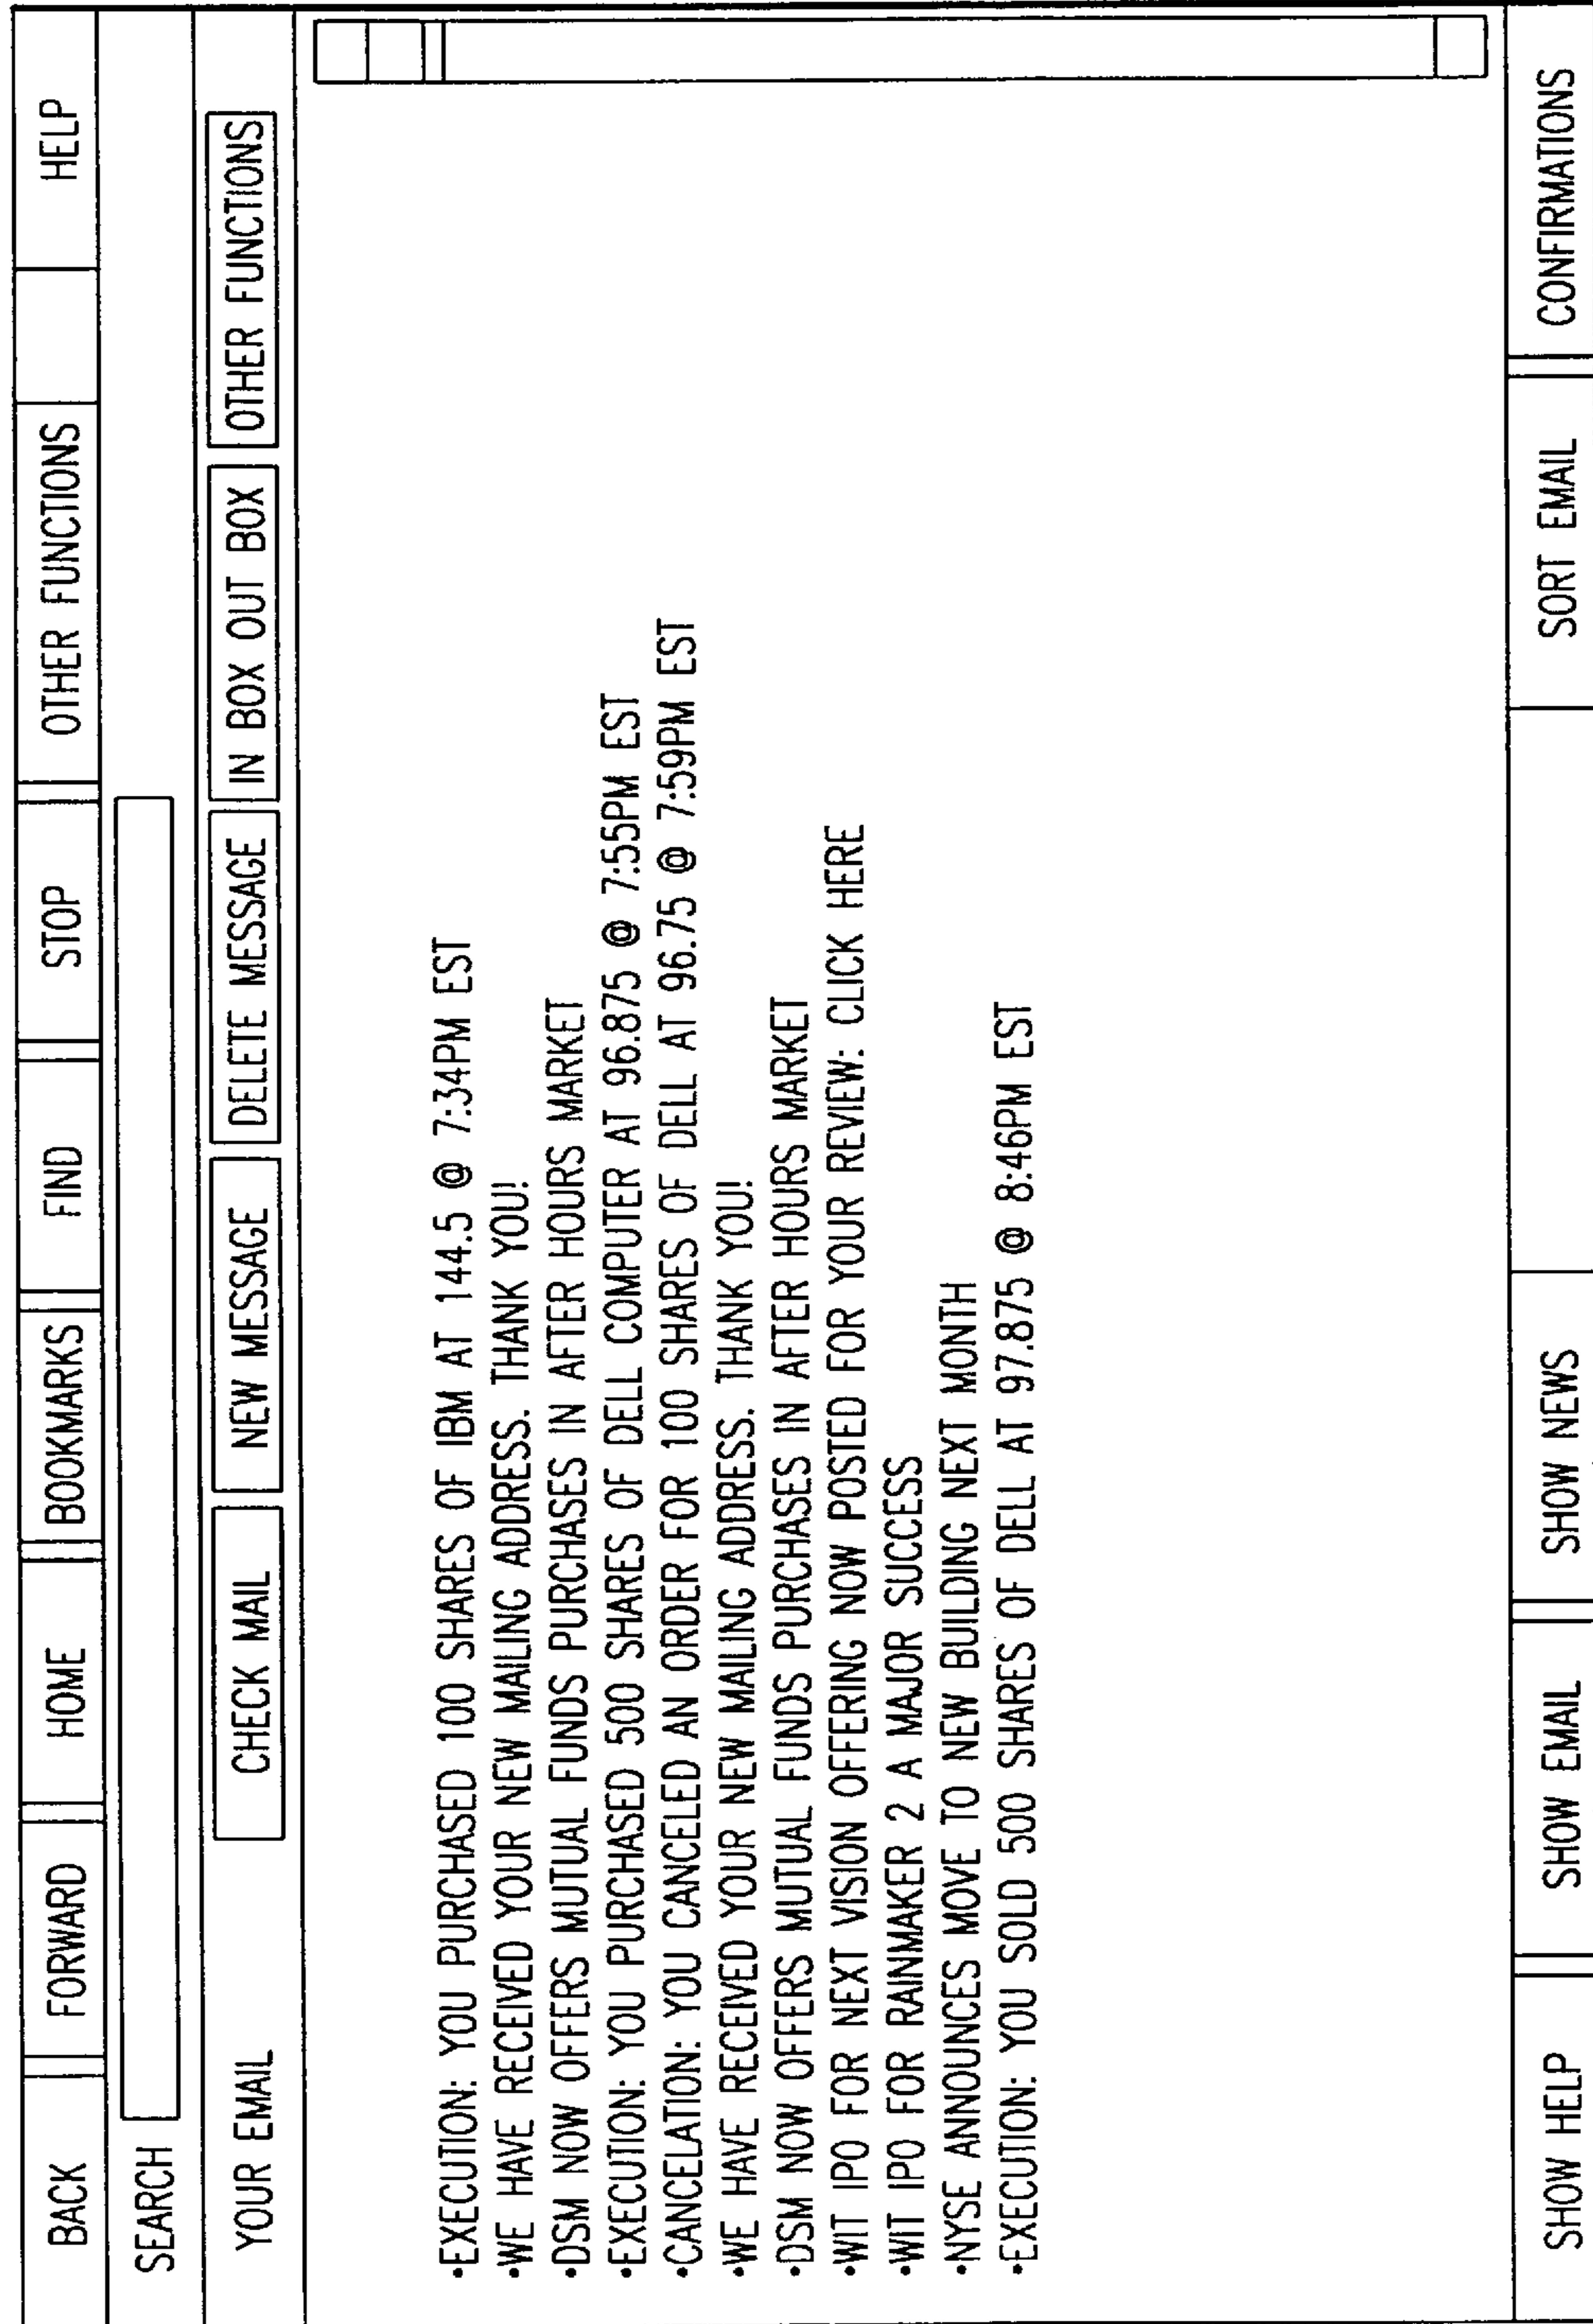 BACK FORWARD HOME BOOKMARKS FIND STOP OTHER FUNCTIONS HELP
SEARCH
YOUR EMAIL CHECK MAIL NEW MESSAGE DELETE MESSAGE IN BOX OUT BOX OTHER FUNCTIONS
•EXECUTION: YOU PURCHASED 100 SHARES OF IBM AT 144.5 @ 7:34PM EST
•WE HAVE RECEIVED YOUR NEW MAILING ADDRESS. THANK YOU!
•DSM NOW OFFERS MUTUAL FUNDS PURCHASES IN AFTER HOURS MARKET
•EXECUTION: YOU PURCHASED 500 SHARES OF DELL COMPUTER AT 96.875 @ 7:55PM EST
•CANCELATION: YOU CANCELED AN ORDER FOR 100 SHARES OF DELL AT 96.75 @ 7:59PM EST
•WE HAVE RECEIVED YOUR NEW MAILING ADDRESS. THANK YOU!
•DSM NOW OFFERS MUTUAL FUNDS PURCHASES IN AFTER HOURS MARKET
•WIT IPO FOR NEXT VISION OFFERING NOW POSTED FOR YOUR REVIEW: CLICK HERE
•WIT IPO FOR RAINMAKER 2 A MAJOR SUCCESS
•NYSE ANNOUNCES MOVE TO NEW BUILDING NEXT MONTH
•EXECUTION: YOU SOLD 500 SHARES OF DELL AT 97.875 @ 8:46PM EST
SHOW HELP SHOW EMAIL SHOW NEWS SORT EMAIL CONFIRMATIONS